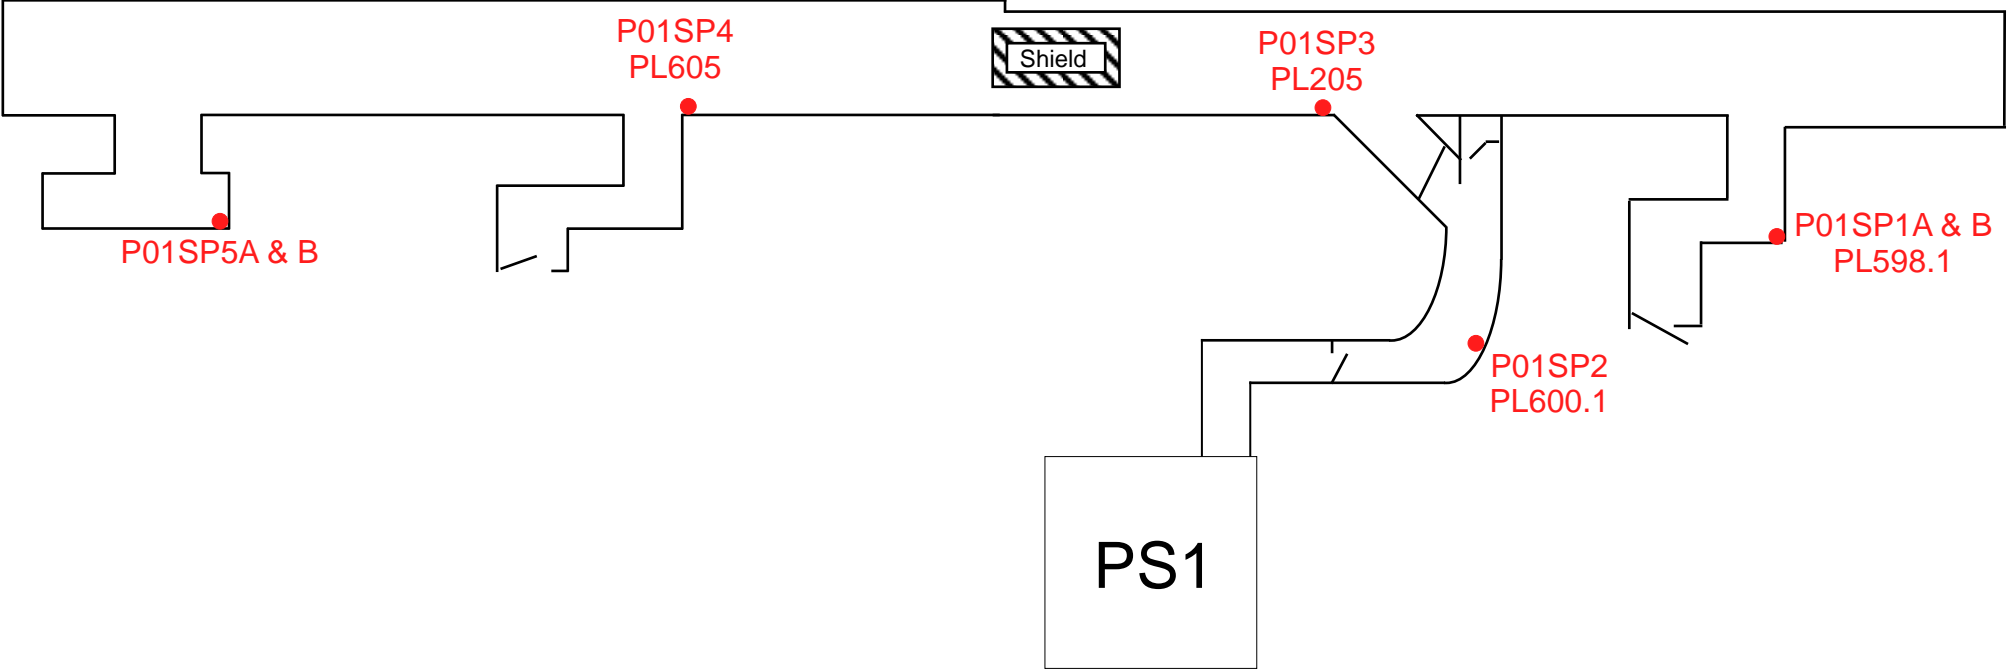 P01SP4
PL605
Shield
P01SP3
PL205
P01SP5A & B
P01SP1A & B
PL598.1
P01SP2
PL600.1
PS1